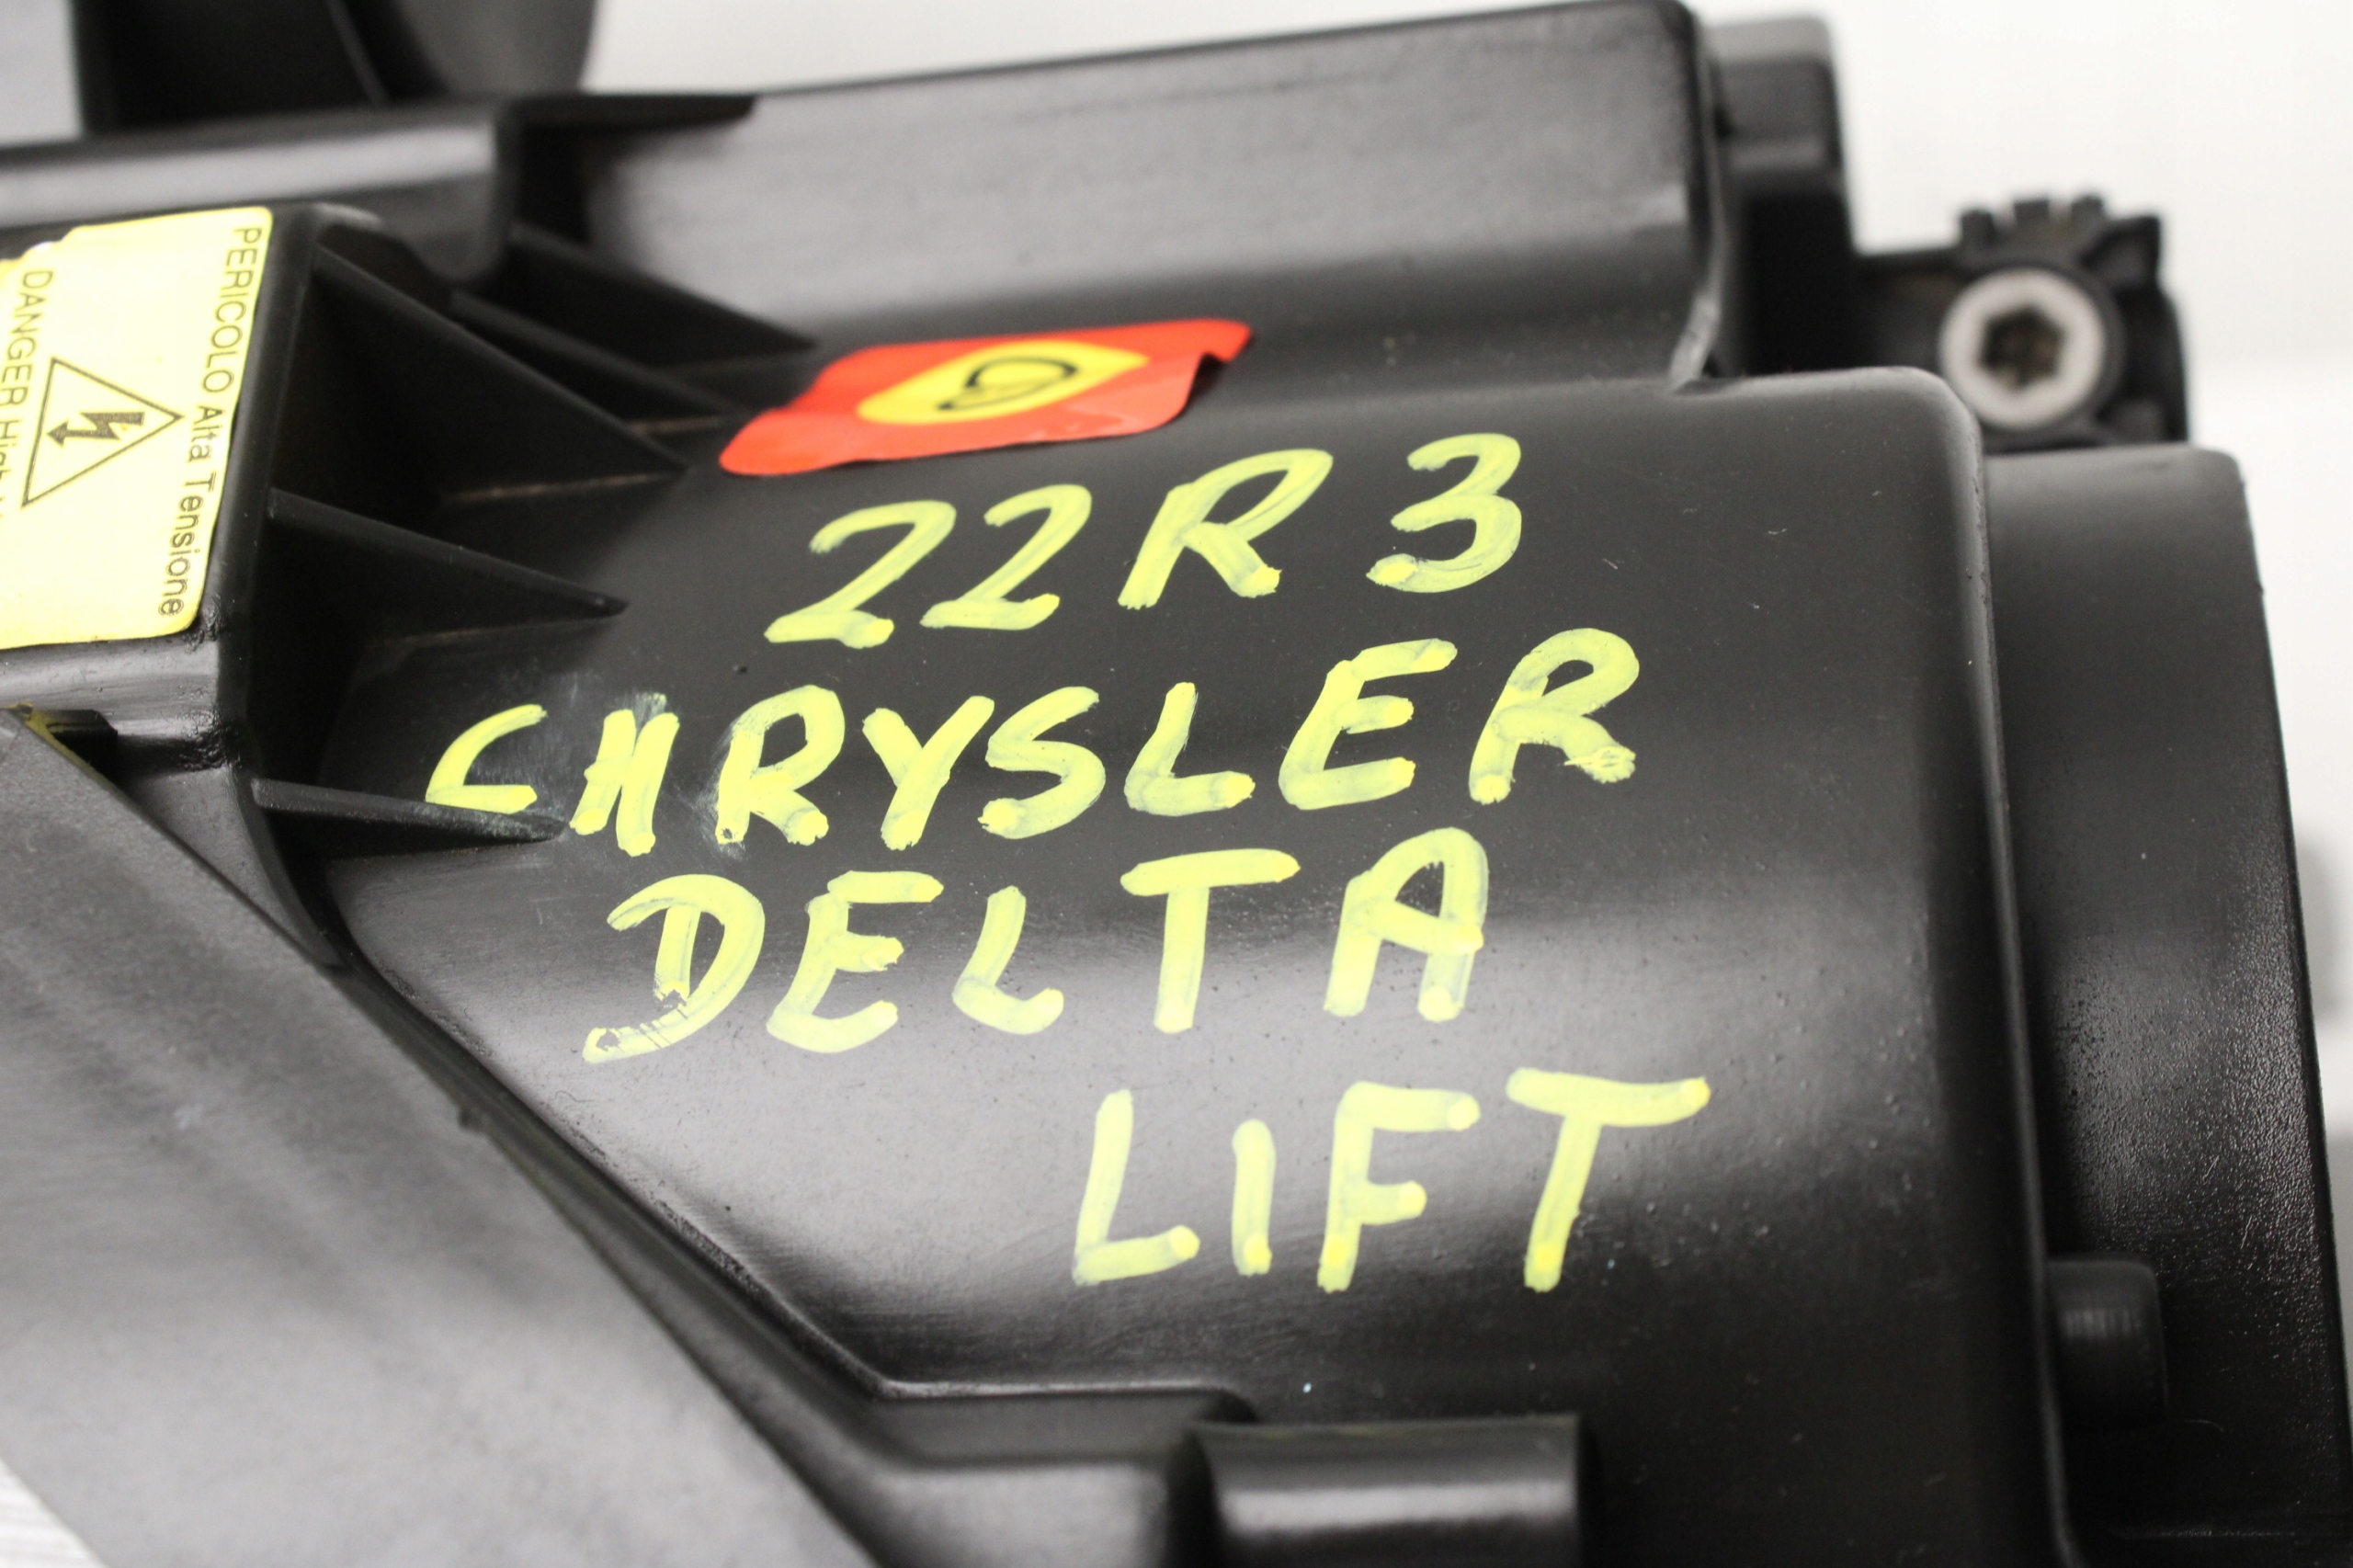 PERICOLO Alta Tensione
DANGER
22R3
CHRYSLER
DELTA
LIFT